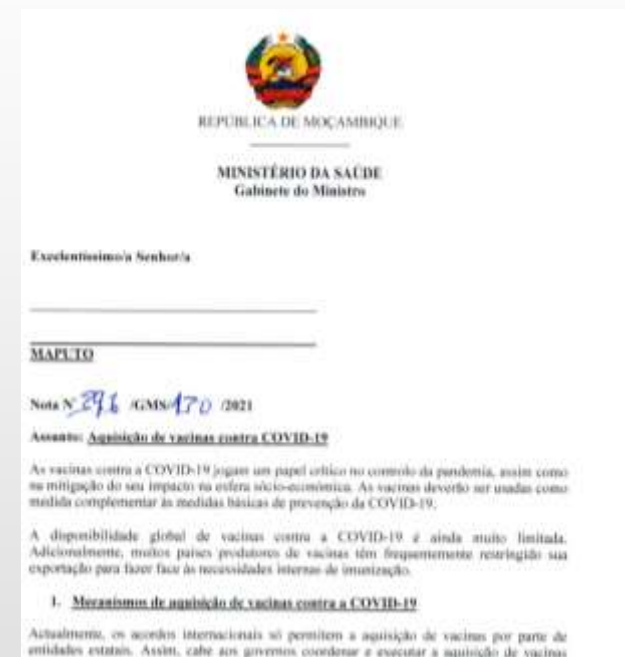 REPÚBLICA DE MOÇAMBIQUE
MINISTÉRIO DA SAÚDE
Gabinete do Ministro
Excelentíssimo/a Senhor/a
MAPUTO
Nota Nº 296 /GMS/170 /2021
Assunto: Aquisição de vacinas contra COVID-19
As vacinas contra a COVID-19 jogam um papel crítico no controlo da pandemia, assim como
na mitigação do seu impacto na esfera sócio-económica. As vacinas deverão ser usadas como
medida complementar às medidas básicas de prevenção da COVID-19.
A disponibilidade global de vacinas contra a COVID-19 é ainda muito limitada.
Adicionalmente, muitos países produtores de vacinas têm frequentemente restringido sua
exportação para fazer face às necessidades internas de imunização.
1. Mecanismos de aquisição de vacinas contra a COVID-19
Actualmente, os acordos internacionais só permitem a aquisição de vacinas por parte de
entidades estatais. Assim, cabe aos governos coordenar e executar a aquisição de vacinas